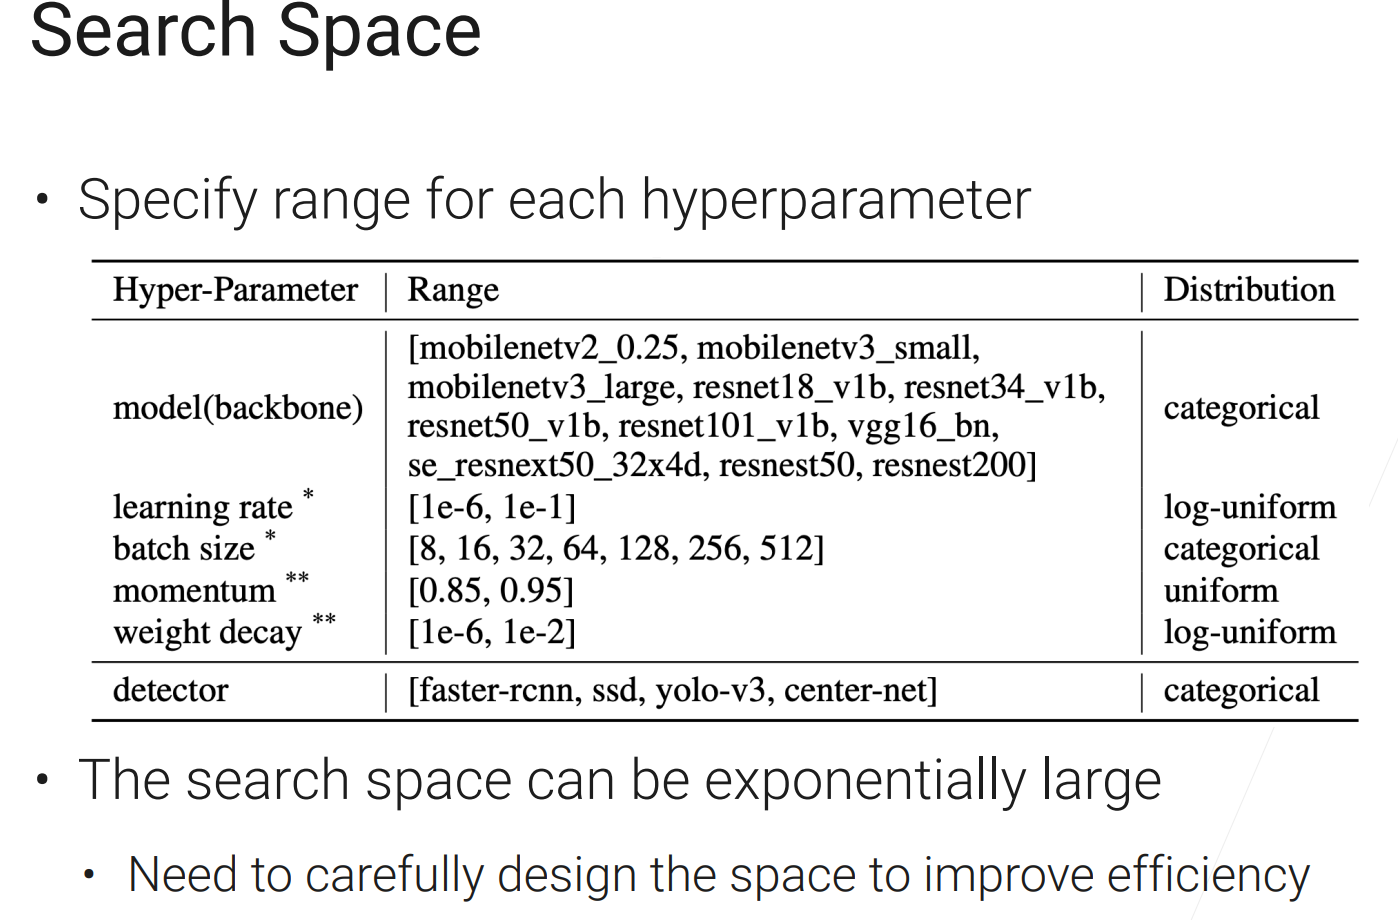 Search Space
• Specify range for each hyperparameter
Hyper-Parameter | Range | Distribution
model(backbone) | [mobilenetv2_0.25, mobilenetv3_small,
mobilenetv3_large, resnet18_v1b, resnet34_v1b,
resnet50_v1b, resnet101_v1b, vgg16_bn,
se_resnext50_32x4d, resnest50, resnest200] | categorical
learning rate * | [1e-6, 1e-1] | log-uniform
batch size * | [8, 16, 32, 64, 128, 256, 512] | categorical
momentum ** | [0.85, 0.95] | uniform
weight decay ** | [1e-6, 1e-2] | log-uniform
detector | [faster-rcnn, ssd, yolo-v3, center-net] | categorical
• The search space can be exponentially large
• Need to carefully design the space to improve efficiency